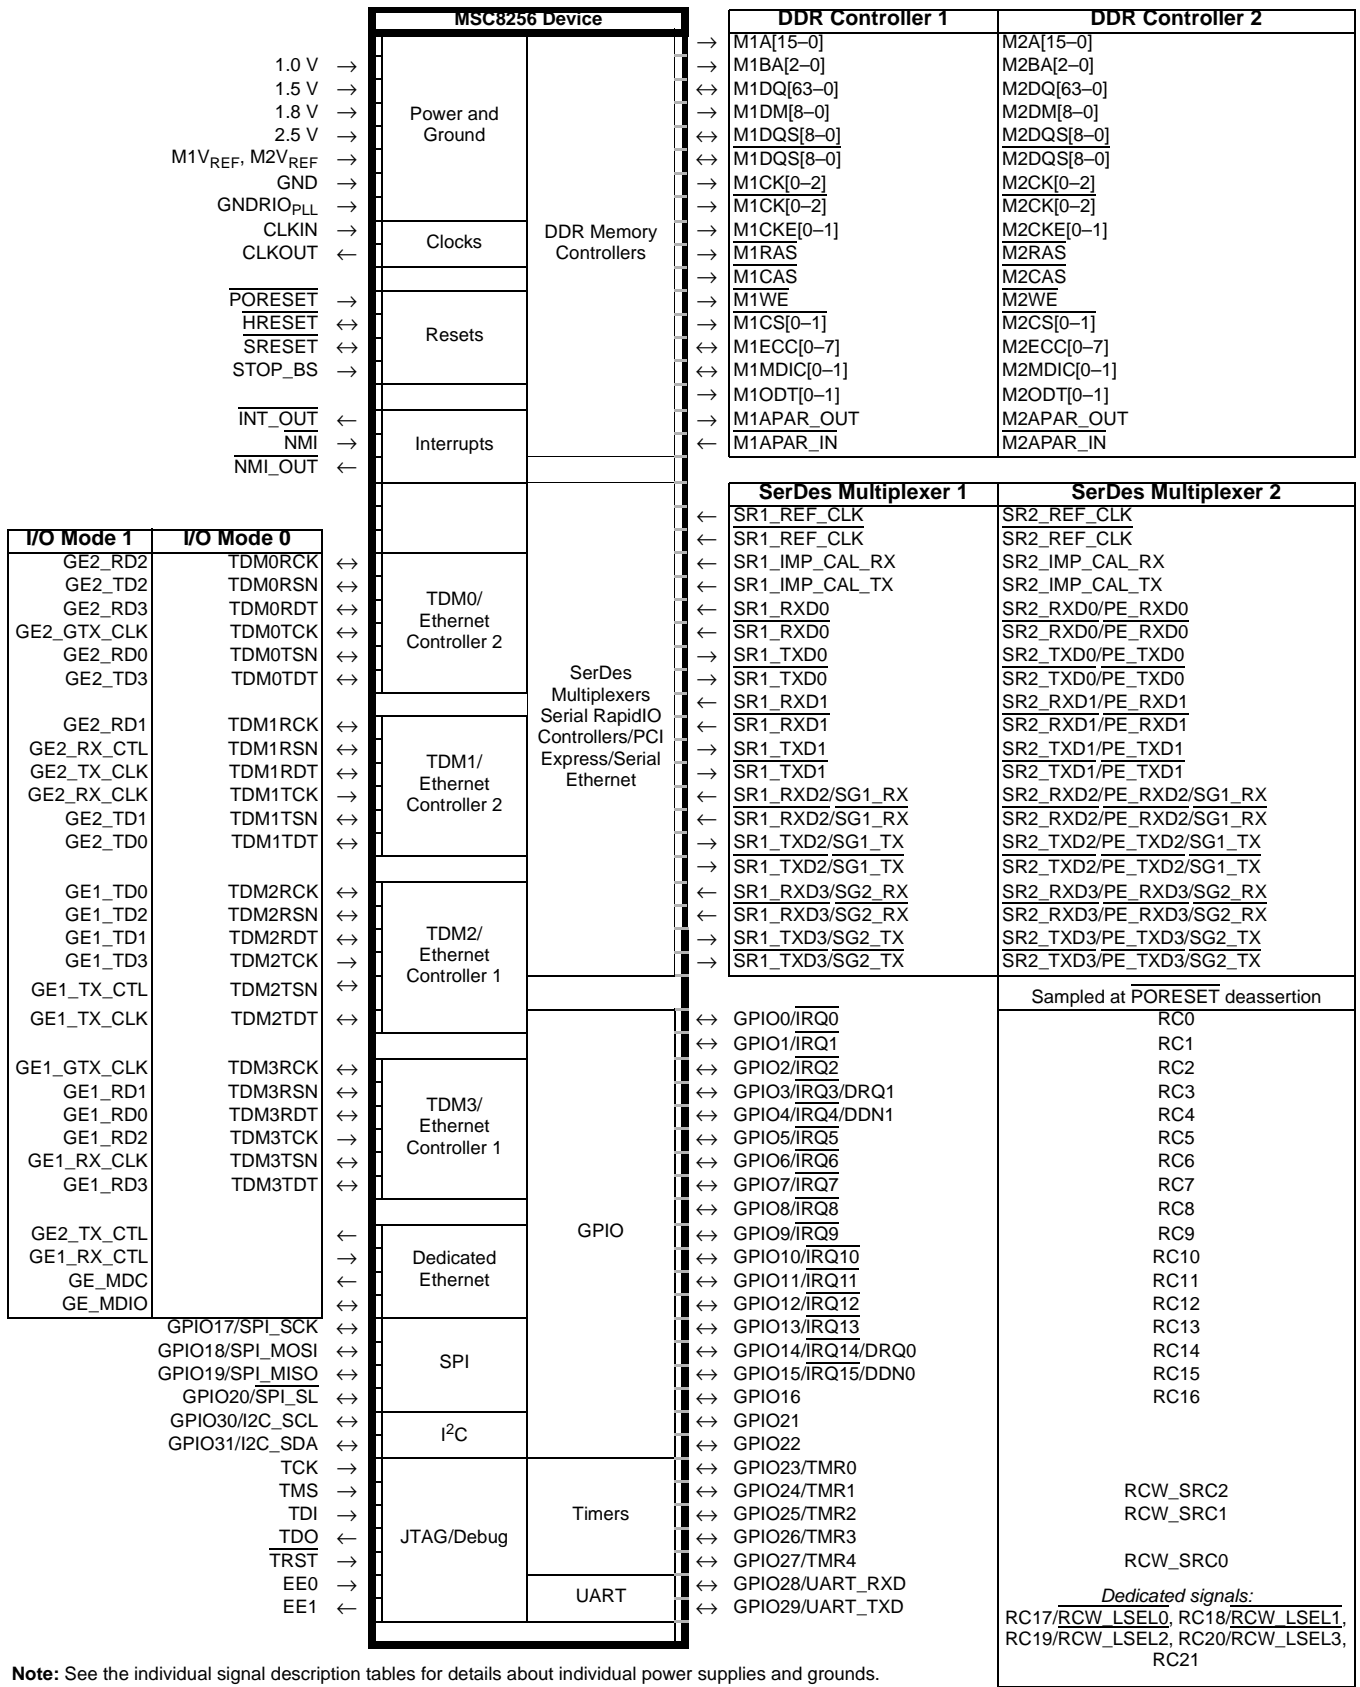 MSC8256 Device
DDR Controller 1 DDR Controller 2
→ M1A[15–0] M2A[15–0]
1.0 V → → M1BA[2–0] M2BA[2–0]
1.5 V → ↔ M1DQ[63–0] M2DQ[63–0]
1.8 V → → M1DM[8–0] M2DM[8–0]
2.5 V → ↔ M1DQS[8–0] M2DQS[8–0]
M1VREF, M2VREF → ↔ M1DQS[8–0] M2DQS[8–0]
GND → → M1CK[0–2] M2CK[0–2]
GNDRIOPLL → → M1CK[0–2] M2CK[0–2]
CLKIN → → M1CKE[0–1] M2CKE[0–1]
CLKOUT ← → M1RAS M2RAS
→ M1CAS M2CAS
PORESET → → M1WE M2WE
HRESET ↔ → M1CS[0–1] M2CS[0–1]
SRESET ↔ ↔ M1ECC[0–7] M2ECC[0–7]
STOP_BS → ↔ M1MDIC[0–1] M2MDIC[0–1]
→ M1ODT[0–1] M2ODT[0–1]
INT_OUT ← → M1APAR_OUT M2APAR_OUT
NMI → ← M1APAR_IN M2APAR_IN
NMI_OUT ←
Power and
Ground
Clocks
Resets
Interrupts
DDR Memory
Controllers
SerDes Multiplexer 1 SerDes Multiplexer 2
← SR1_REF_CLK SR2_REF_CLK
← SR1_REF_CLK SR2_REF_CLK
← SR1_IMP_CAL_RX SR2_IMP_CAL_RX
← SR1_IMP_CAL_TX SR2_IMP_CAL_TX
← SR1_RXD0 SR2_RXD0/PE_RXD0
← SR1_RXD0 SR2_RXD0/PE_RXD0
→ SR1_TXD0 SR2_TXD0/PE_TXD0
→ SR1_TXD0 SR2_TXD0/PE_TXD0
← SR1_RXD1 SR2_RXD1/PE_RXD1
← SR1_RXD1 SR2_RXD1/PE_RXD1
→ SR1_TXD1 SR2_TXD1/PE_TXD1
→ SR1_TXD1 SR2_TXD1/PE_TXD1
← SR1_RXD2/SG1_RX SR2_RXD2/PE_RXD2/SG1_RX
← SR1_RXD2/SG1_RX SR2_RXD2/PE_RXD2/SG1_RX
→ SR1_TXD2/SG1_TX SR2_TXD2/PE_TXD2/SG1_TX
→ SR1_TXD2/SG1_TX SR2_TXD2/PE_TXD2/SG1_TX
← SR1_RXD3/SG2_RX SR2_RXD3/PE_RXD3/SG2_RX
← SR1_RXD3/SG2_RX SR2_RXD3/PE_RXD3/SG2_RX
→ SR1_TXD3/SG2_TX SR2_TXD3/PE_TXD3/SG2_TX
→ SR1_TXD3/SG2_TX SR2_TXD3/PE_TXD3/SG2_TX
I/O Mode 1 I/O Mode 0
GE2_RD2 TDM0RCK ↔
GE2_TD2 TDM0RSN ↔
GE2_RD3 TDM0RDT ↔
GE2_GTX_CLK TDM0TCK ↔
GE2_RD0 TDM0TSN ↔
GE2_TD3 TDM0TDT ↔
TDM0/
Ethernet
Controller 2
GE2_RD1 TDM1RCK ↔
GE2_RX_CTL TDM1RSN ↔
GE2_TX_CLK TDM1RDT ↔
GE2_RX_CLK TDM1TCK →
GE2_TD1 TDM1TSN ↔
GE2_TD0 TDM1TDT ↔
TDM1/
Ethernet
Controller 2
SerDes
Multiplexers
Serial RapidIO
Controllers/PCI
Express/Serial
Ethernet
GE1_TD0 TDM2RCK ↔
GE1_TD2 TDM2RSN ↔
GE1_TD1 TDM2RDT ↔
GE1_TD3 TDM2TCK →
GE1_TX_CTL TDM2TSN ↔
GE1_TX_CLK TDM2TDT ↔
TDM2/
Ethernet
Controller 1
GE1_GTX_CLK TDM3RCK ↔
GE1_RD1 TDM3RSN ↔
GE1_RD0 TDM3RDT ↔
GE1_RD2 TDM3TCK →
GE1_RX_CLK TDM3TSN ↔
GE1_RD3 TDM3TDT ↔
TDM3/
Ethernet
Controller 1
GE2_TX_CTL ←
GE1_RX_CTL →
GE_MDC ←
GE_MDIO ↔
Dedicated
Ethernet
GPIO17/SPI_SCK ↔
GPIO18/SPI_MOSI ↔
GPIO19/SPI_MISO ↔
GPIO20/SPI_SL ↔
SPI
GPIO30/I2C_SCL ↔
GPIO31/I2C_SDA ↔
I2C
TCK →
TMS →
TDI →
TDO ←
TRST →
EE0 →
EE1 ←
JTAG/Debug
GPIO
Timers
UART
Sampled at PORESET deassertion
↔ GPIO0/IRQ0 RC0
↔ GPIO1/IRQ1 RC1
↔ GPIO2/IRQ2 RC2
↔ GPIO3/IRQ3/DRQ1 RC3
↔ GPIO4/IRQ4/DDN1 RC4
↔ GPIO5/IRQ5 RC5
↔ GPIO6/IRQ6 RC6
↔ GPIO7/IRQ7 RC7
↔ GPIO8/IRQ8 RC8
↔ GPIO9/IRQ9 RC9
↔ GPIO10/IRQ10 RC10
↔ GPIO11/IRQ11 RC11
↔ GPIO12/IRQ12 RC12
↔ GPIO13/IRQ13 RC13
↔ GPIO14/IRQ14/DRQ0 RC14
↔ GPIO15/IRQ15/DDN0 RC15
↔ GPIO16 RC16
↔ GPIO21
↔ GPIO22
↔ GPIO23/TMR0
↔ GPIO24/TMR1 RCW_SRC2
↔ GPIO25/TMR2 RCW_SRC1
↔ GPIO26/TMR3
↔ GPIO27/TMR4 RCW_SRC0
↔ GPIO28/UART_RXD
↔ GPIO29/UART_TXD
Dedicated signals:
RC17/RCW_LSEL0, RC18/RCW_LSEL1,
RC19/RCW_LSEL2, RC20/RCW_LSEL3,
RC21
Note: See the individual signal description tables for details about individual power supplies and grounds.